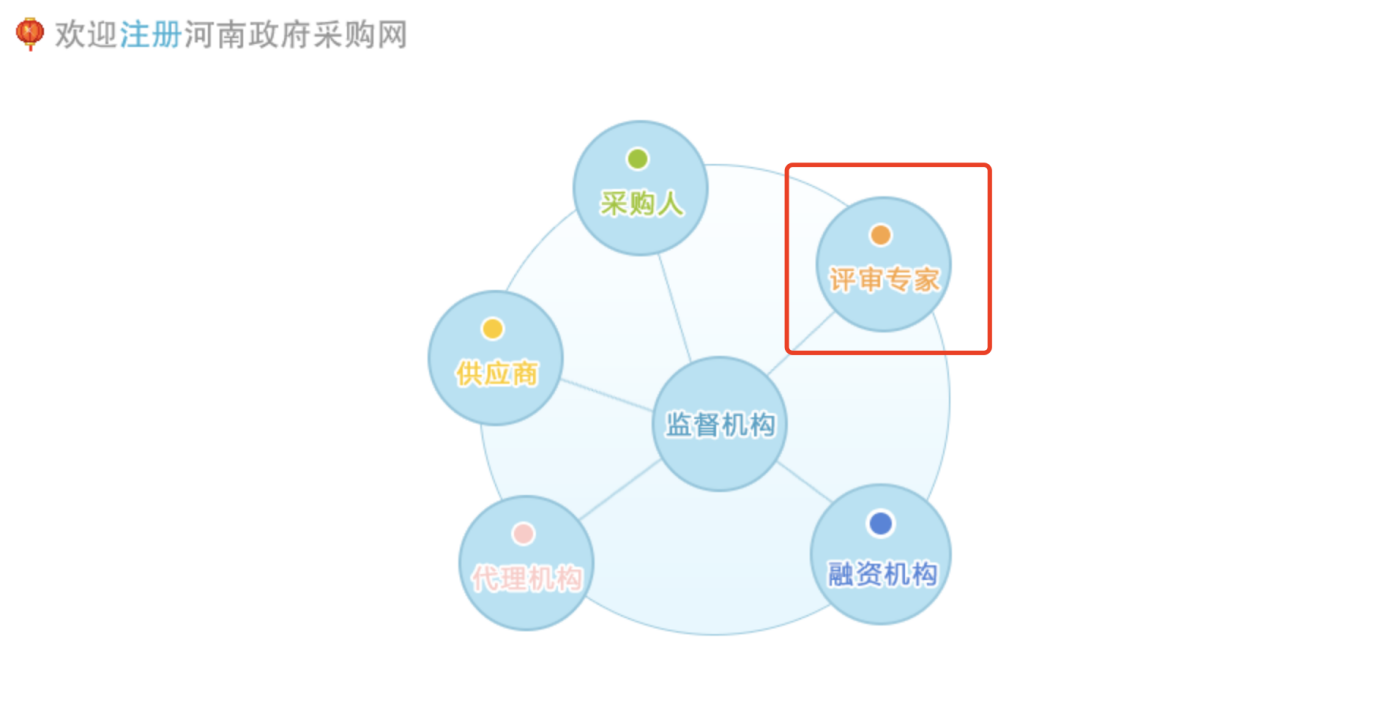 欢迎注册河南政府采购网
采购人
评审专家
供应商
监督机构
代理机构
融资机构